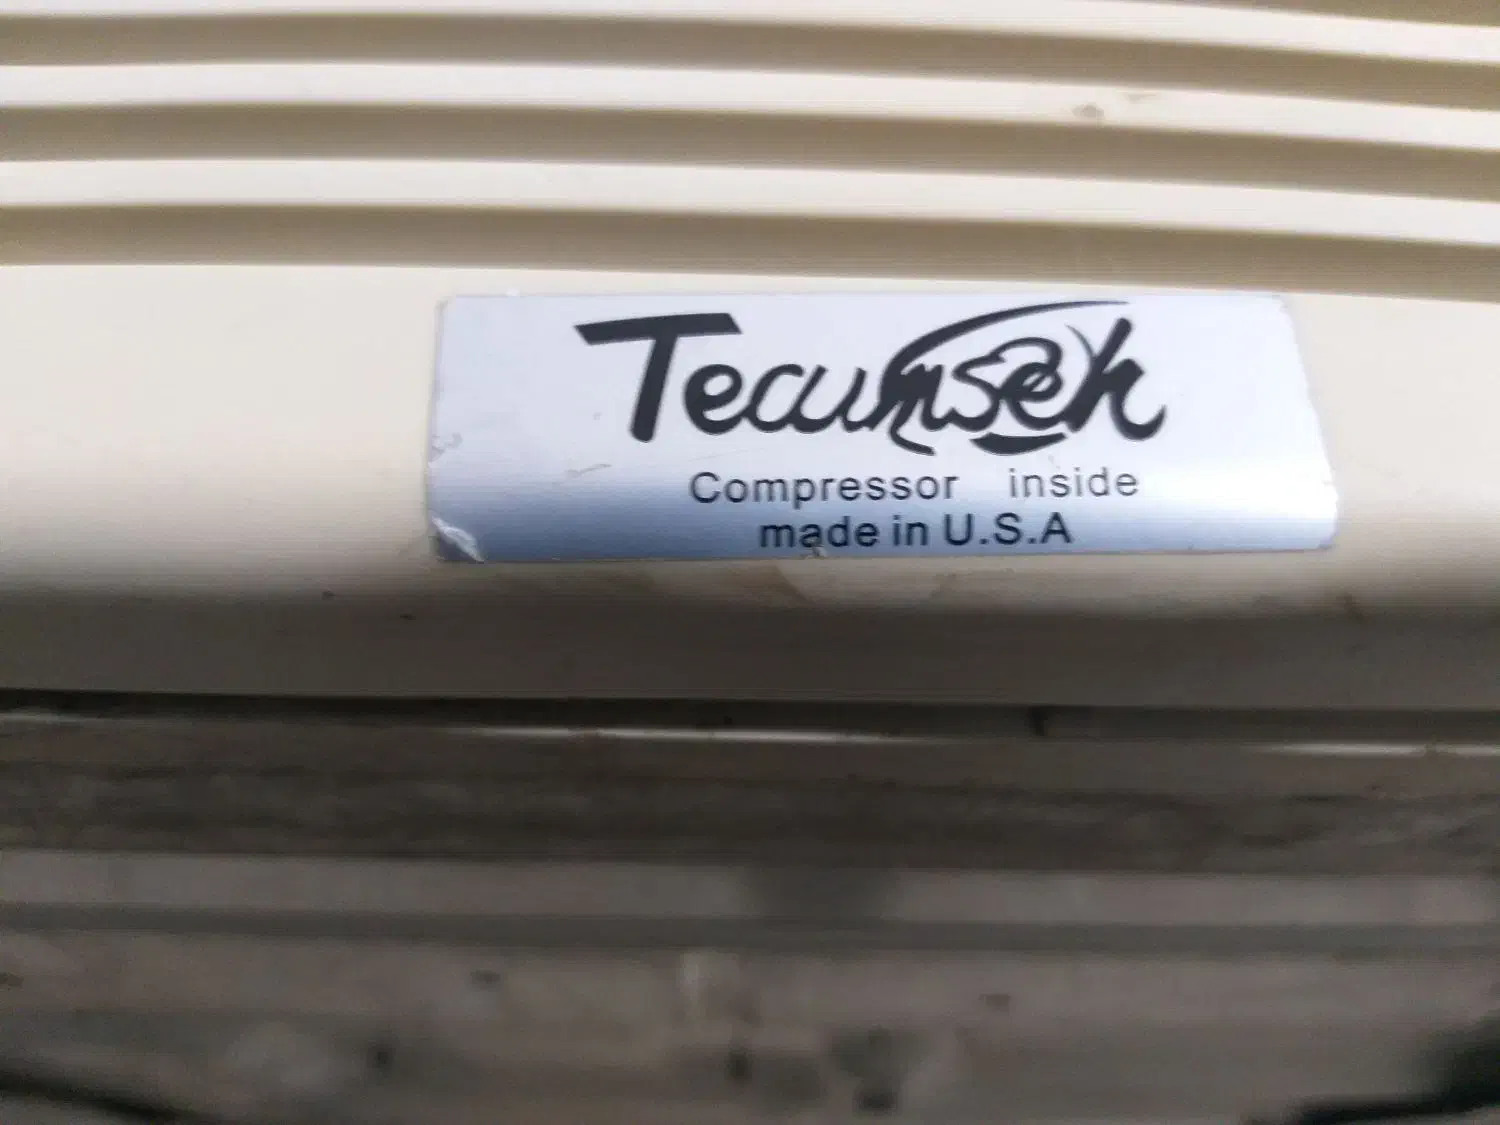 Tecumseh
Compressor inside
made in U.S.A